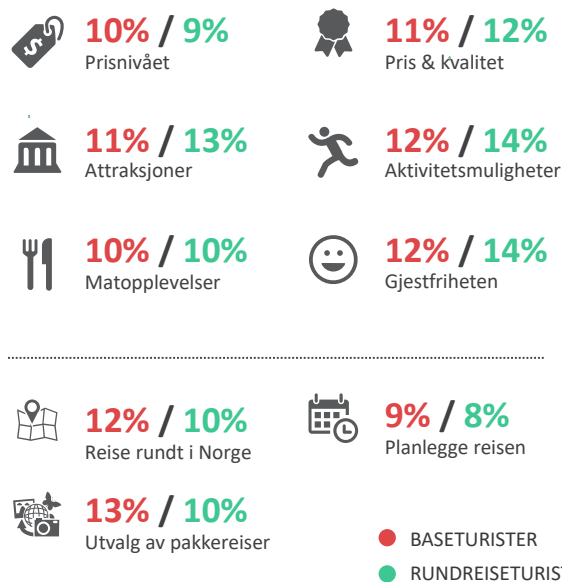 10% / 9%
Prisnivået
11% / 12%
Pris & kvalitet
11% / 13%
Attraksjoner
12% / 14%
Aktivitetsmuligheter
10% / 10%
Matopplevelser
12% / 14%
Gjestfriheten
12% / 10%
Reise rundt i Norge
9% / 8%
Planlegge reisen
13% / 10%
Utvalg av pakkereiser
BASETURISTER
RUNDREISETURIST